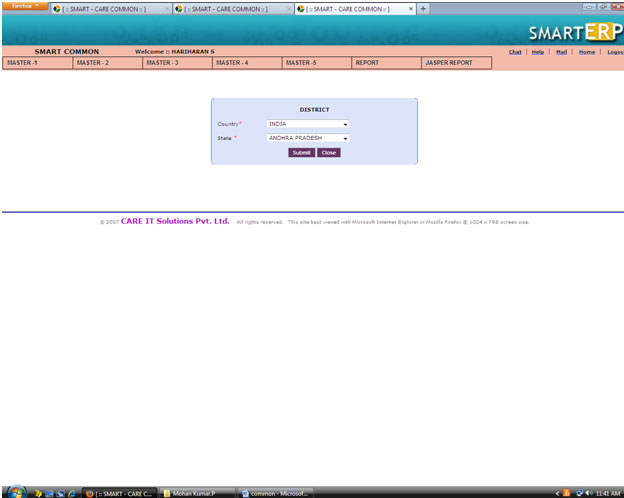 Firefox
[ :: SMART - CARE COMMON :: ] [ :: SMART - CARE COMMON :: ] [ :: SMART - CARE COMMON :: ]
SMARTERP
SMART COMMON Welcome :: HARIHARAN S Chat | Help | Mail | Home | Logou
MASTER -1 MASTER - 2 MASTER - 3 MASTER - 4 MASTER -5 REPORT JASPER REPORT
DISTRICT
Country* INDIA
State * ANDHRA PRADESH
Submit Close
© 2007 CARE IT Solutions Pvt. Ltd. All rights reserved. This site best viewed with Microsoft Internet Explorer or Mozilla Firefox @ 1024 x 768 screen size.
[ :: SMART - CARE C... Mohan Kumar.P common - Microsof... 11:41 AM